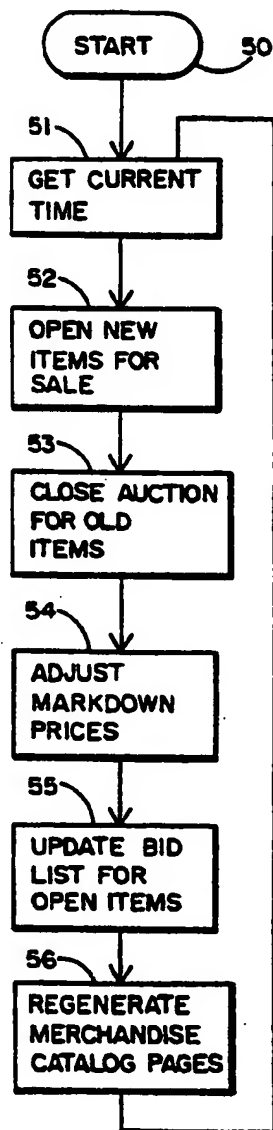 START
50
51
GET CURRENT
TIME
52
OPEN NEW
ITEMS FOR
SALE
53
CLOSE AUCTION
FOR OLD
ITEMS
54
ADJUST
MARKDOWN
PRICES
55
UPDATE BID
LIST FOR
OPEN ITEMS
56
REGENERATE
MERCHANDISE
CATALOG PAGES